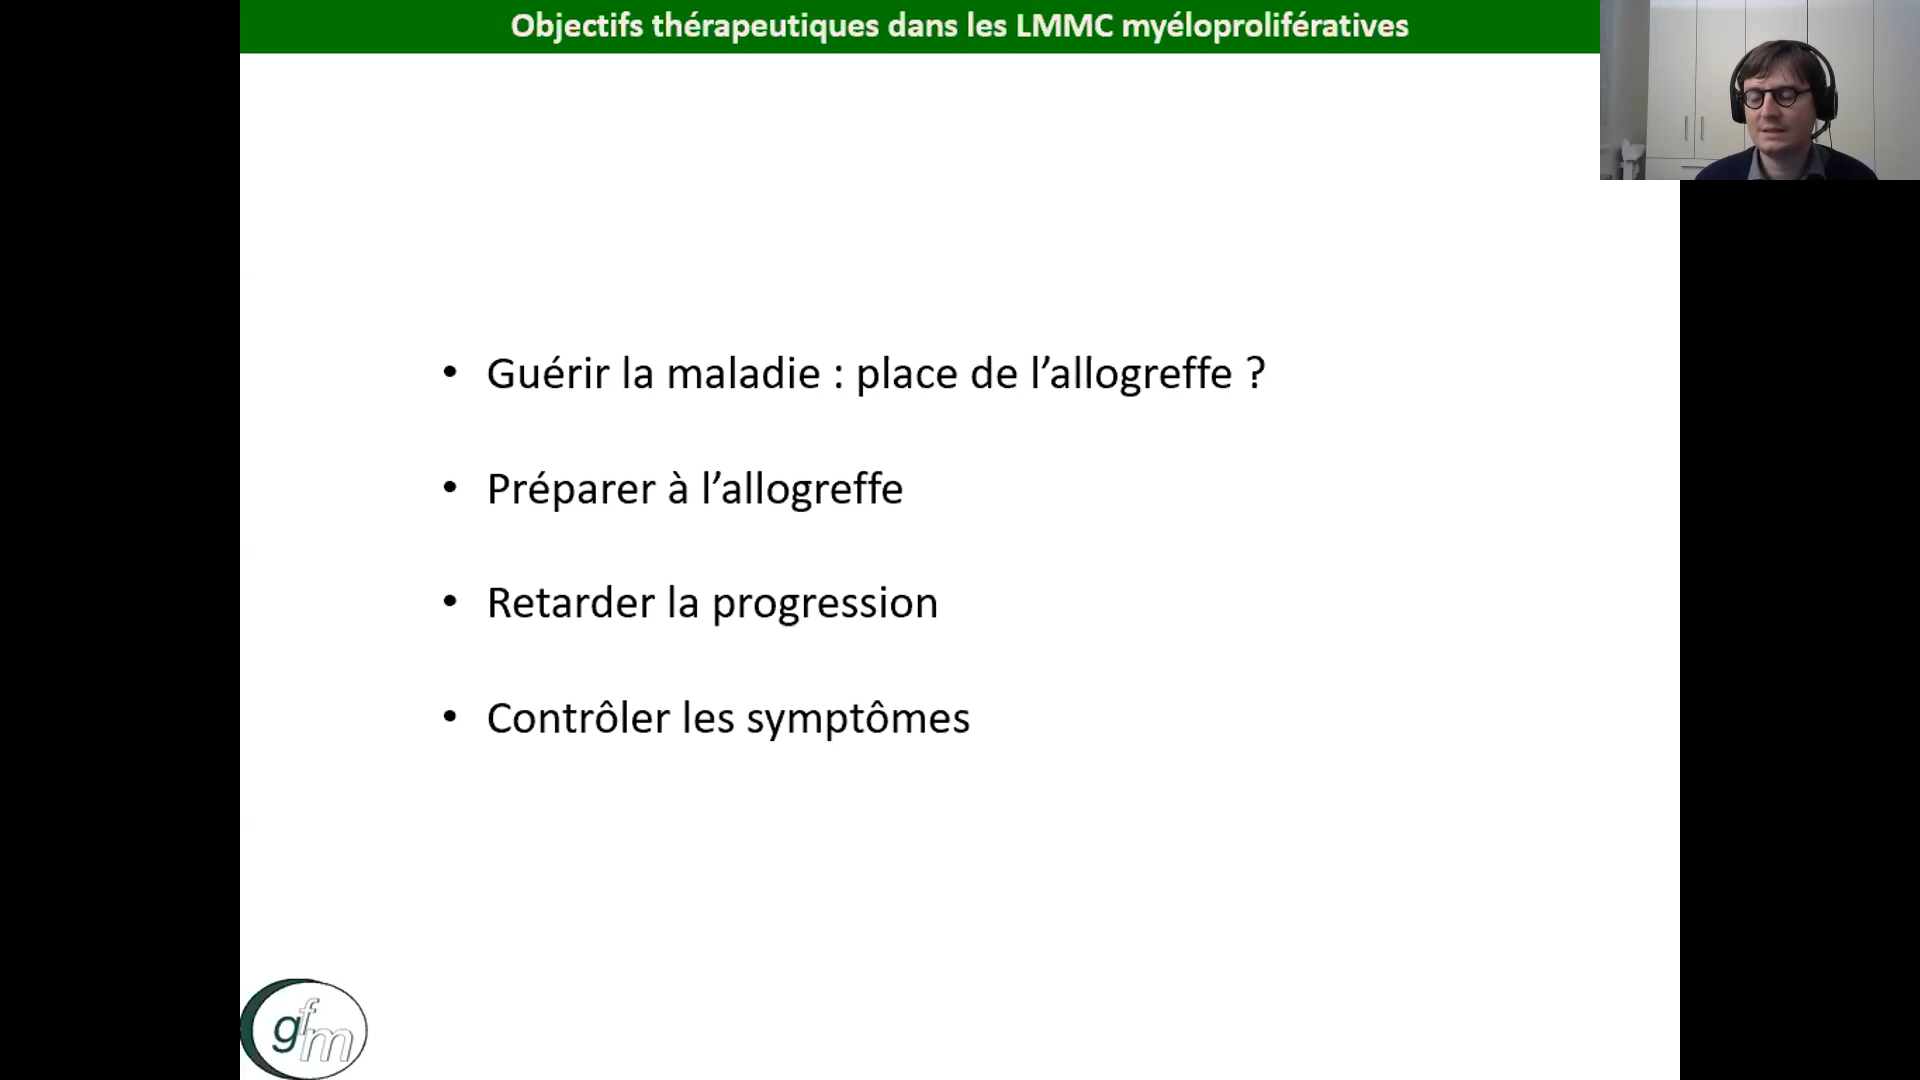 Objectifs thérapeutiques dans les LMMC myéloprolifératives
• Guérir la maladie : place de l’allogreffe ?
• Préparer à l’allogreffe
• Retarder la progression
• Contrôler les symptômes
gfm